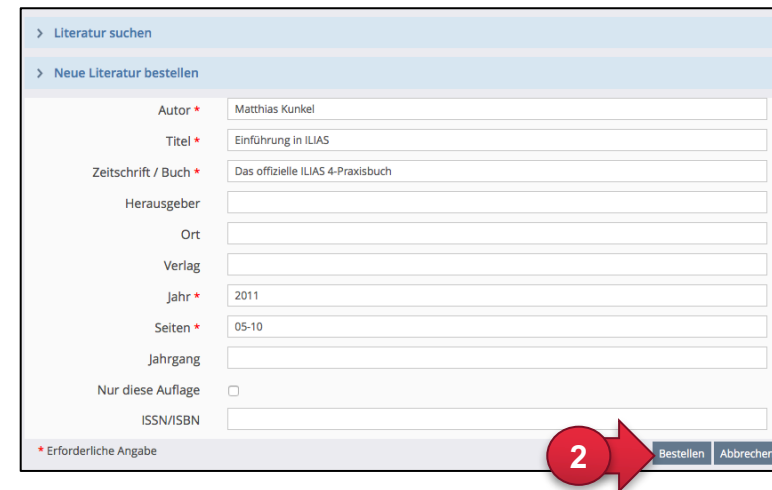 > Literatur suchen
> Neue Literatur bestellen
Autor * Matthias Kunkel
Titel * Einführung in ILIAS
Zeitschrift / Buch * Das offizielle ILIAS 4-Praxisbuch
Herausgeber
Ort
Verlag
Jahr * 2011
Seiten * 05-10
Jahrgang
Nur diese Auflage
ISSN/ISBN
* Erforderliche Angabe 2 Bestellen Abbrechen